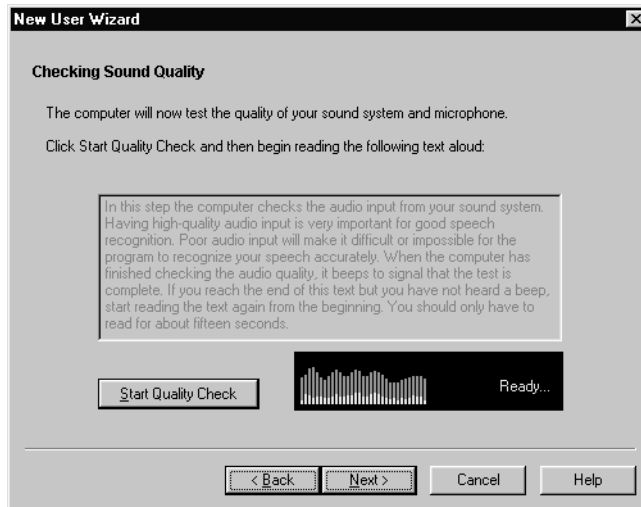 New User Wizard
Checking Sound Quality
The computer will now test the quality of your sound system and microphone.
Click Start Quality Check and then begin reading the following text aloud:
In this step the computer checks the audio input from your sound system.
Having high-quality audio input is very important for good speech
recognition. Poor audio input will make it difficult or impossible for the
program to recognize your speech accurately. When the computer has
finished checking the audio quality, it beeps to signal that the test is
complete. If you reach the end of this text but you have not heard a beep,
start reading the text again from the beginning. You should only have to
read for about fifteen seconds.
Start Quality Check
Ready...
< Back
Next >
Cancel
Help